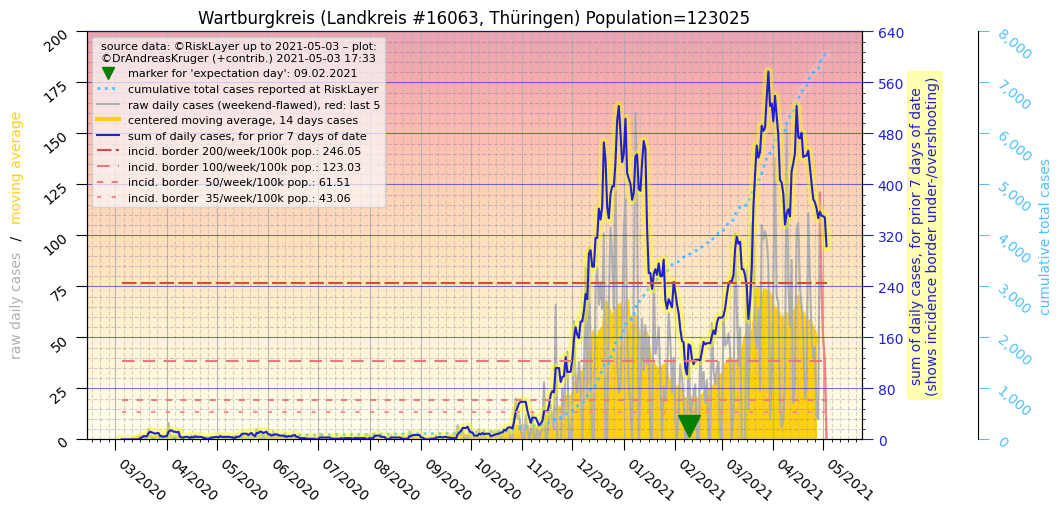 Wartburgkreis (Landkreis #16063, Thüringen) Population=123025
source data: ©RiskLayer up to 2021-05-03 – plot:
©DrAndreasKruger (+contrib.) 2021-05-03 17:33
marker for 'expectation day': 09.02.2021
cumulative total cases reported at RiskLayer
raw daily cases (weekend-flawed), red: last 5
centered moving average, 14 days cases
sum of daily cases, for prior 7 days of date
incid. border 200/week/100k pop.: 246.05
incid. border 100/week/100k pop.: 123.03
incid. border  50/week/100k pop.: 61.51
incid. border  35/week/100k pop.: 43.06
raw daily cases / moving average
200
175
150
125
100
75
50
25
0
03/2020
04/2020
05/2020
06/2020
07/2020
08/2020
09/2020
10/2020
11/2020
12/2020
01/2021
02/2021
03/2021
04/2021
05/2021
640
560
480
400
320
240
160
80
0
sum of daily cases, for prior 7 days of date
(shows incidence border under-/overshooting)
8,000
7,000
6,000
5,000
4,000
3,000
2,000
1,000
0
cumulative total cases